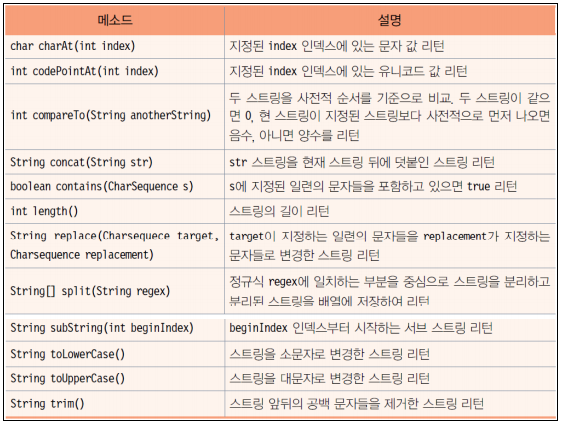 메소드 설명
char charAt(int index) 지정된 index 인덱스에 있는 문자 값 리턴
int codePointAt(int index) 지정된 index 인덱스에 있는 유니코드 값 리턴
int compareTo(String anotherString) 두 스트링을 사전적 순서를 기준으로 비교. 두 스트링이 같으
면 0, 현 스트링이 지정된 스트링보다 사전적으로 먼저 나오면
음수, 아니면 양수를 리턴
String concat(String str) str 스트링을 현재 스트링 뒤에 덧붙인 스트링 리턴
boolean contains(CharSequence s) s에 지정된 일련의 문자들을 포함하고 있으면 true 리턴
int length() 스트링의 길이 리턴
String replace(Charsequece target, target이 지정하는 일련의 문자들을 replacement가 지정하는
Charsequence replacement) 문자들로 변경한 스트링 리턴
String[] split(String regex) 정규식 regex에 일치하는 부분을 중심으로 스트링을 분리하고
분리된 스트링을 배열에 저장하여 리턴
String subString(int beginIndex) beginIndex 인덱스부터 시작하는 서브 스트링 리턴
String toLowerCase() 스트링을 소문자로 변경한 스트링 리턴
String toUpperCase() 스트링을 대문자로 변경한 스트링 리턴
String trim() 스트링 앞뒤의 공백 문자들을 제거한 스트링 리턴